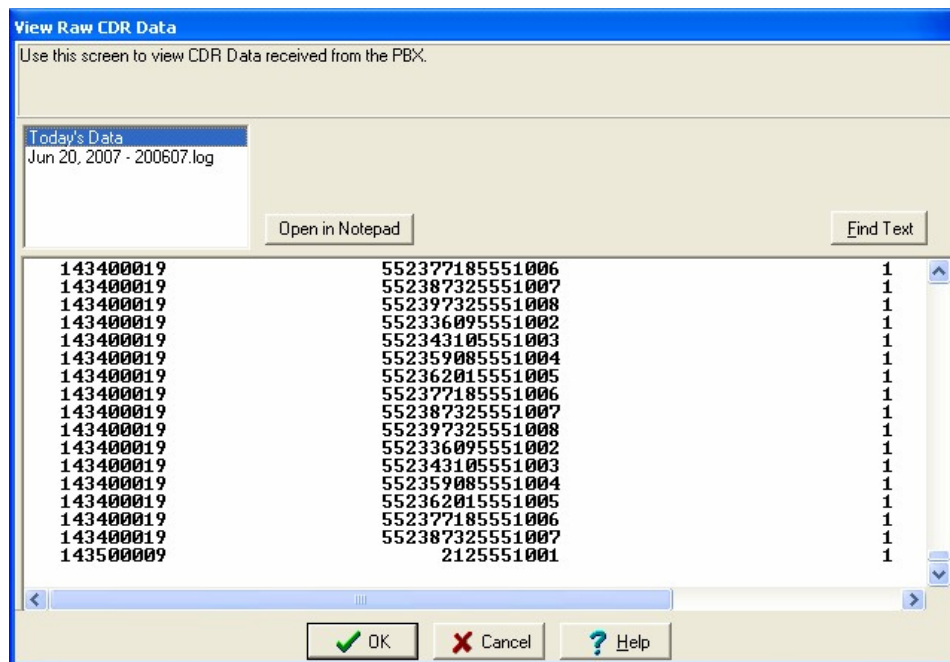 View Raw CDR Data
Use this screen to view CDR Data received from the PBX.
Today's Data
Jun 20, 2007 - 200607.log
Open in Notepad
Find Text
143400019 552377185551006 1
143400019 552387325551007 1
143400019 552397325551008 1
143400019 552336095551002 1
143400019 552343105551003 1
143400019 552359085551004 1
143400019 552362015551005 1
143400019 552377185551006 1
143400019 552387325551007 1
143400019 552397325551008 1
143400019 552336095551002 1
143400019 552343105551003 1
143400019 552359085551004 1
143400019 552362015551005 1
143400019 552377185551006 1
143400019 552387325551007 1
143500009 2125551001 1
OK Cancel Help